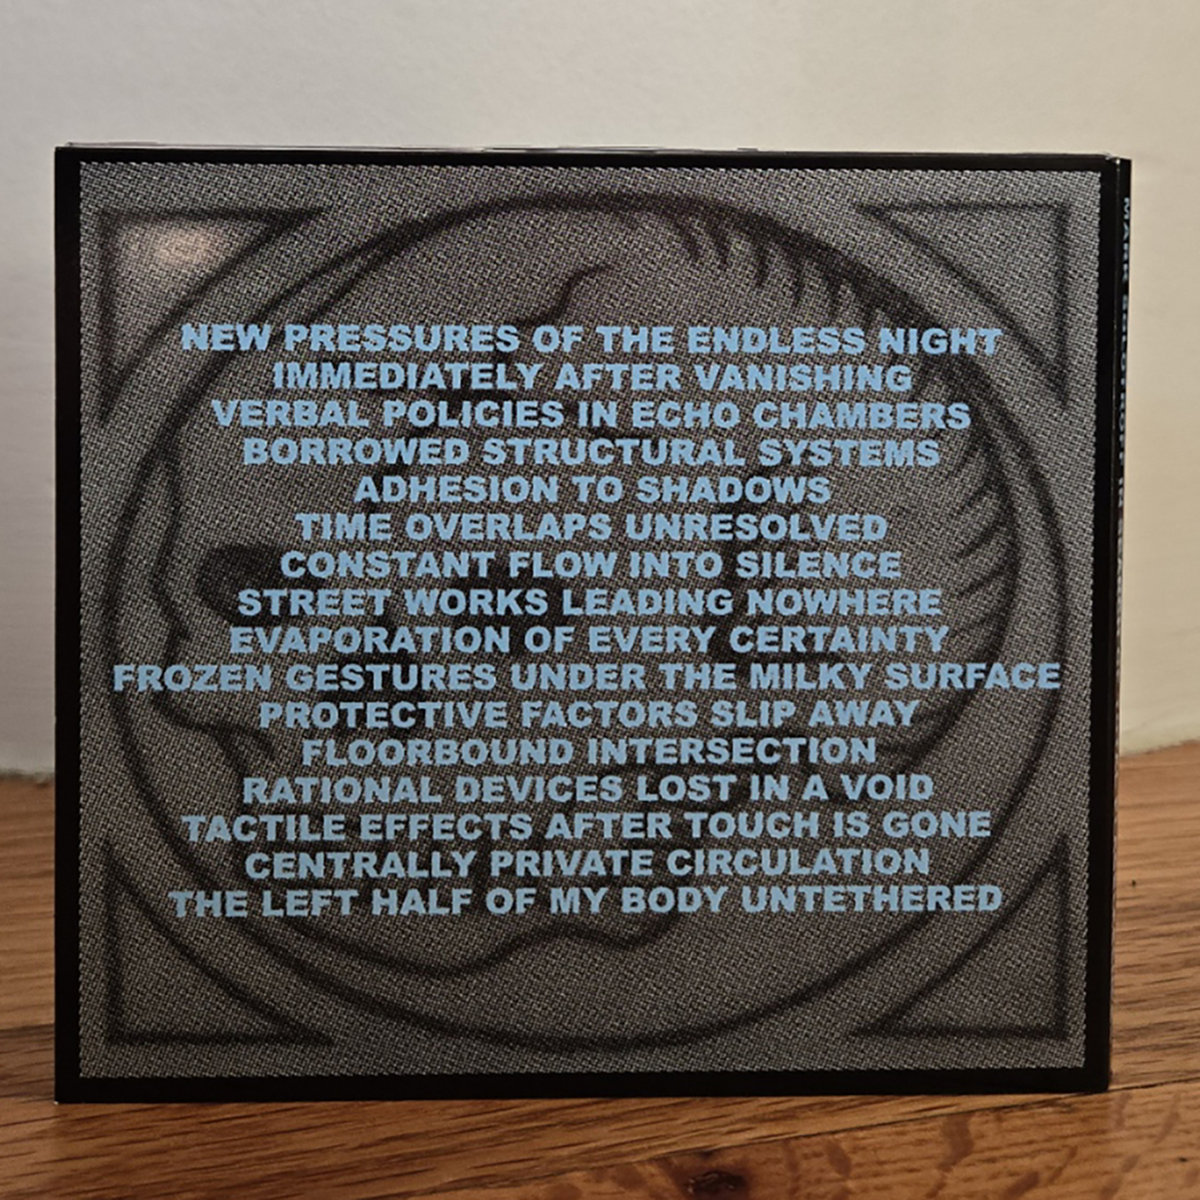 NEW PRESSURES OF THE ENDLESS NIGHT
IMMEDIATELY AFTER VANISHING
VERBAL POLICIES IN ECHO CHAMBERS
BORROWED STRUCTURAL SYSTEMS
ADHESION TO SHADOWS
TIME OVERLAPS UNRESOLVED
CONSTANT FLOW INTO SILENCE
STREET WORKS LEADING NOWHERE
EVAPORATION OF EVERY CERTAINTY
FROZEN GESTURES UNDER THE MILKY SURFACE
PROTECTIVE FACTORS SLIP AWAY
FLOORBOUND INTERSECTION
RATIONAL DEVICES LOST IN A VOID
TACTILE EFFECTS AFTER TOUCH IS GONE
CENTRALLY PRIVATE CIRCULATION
THE LEFT HALF OF MY BODY UNTETHERED
MARK